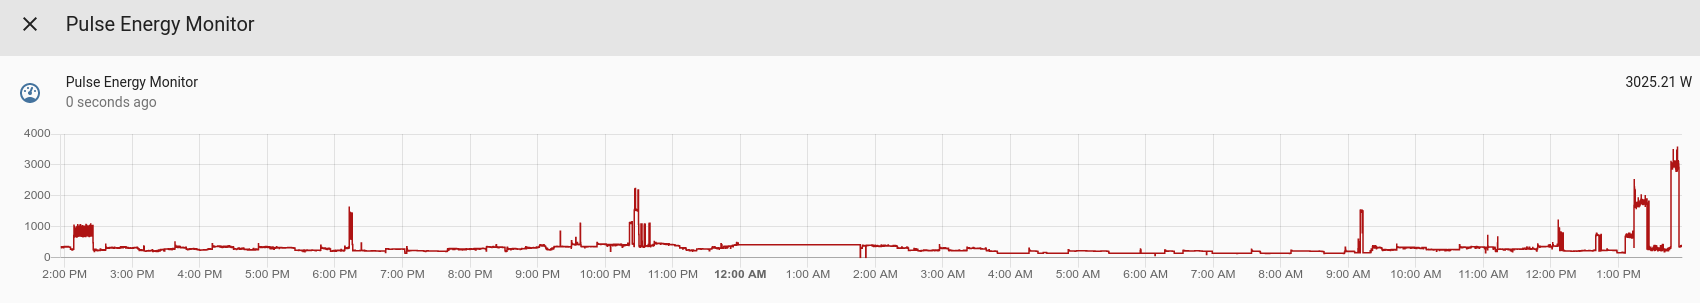 Pulse Energy Monitor
Pulse Energy Monitor
3025.21 W
0 seconds ago
4000
3000
2000
1000
0
2:00 PM 3:00 PM 4:00 PM 5:00 PM 6:00 PM 7:00 PM 8:00 PM 9:00 PM 10:00 PM 11:00 PM 12:00 AM 1:00 AM 2:00 AM 3:00 AM 4:00 AM 5:00 AM 6:00 AM 7:00 AM 8:00 AM 9:00 AM 10:00 AM 11:00 AM 12:00 PM 1:00 PM